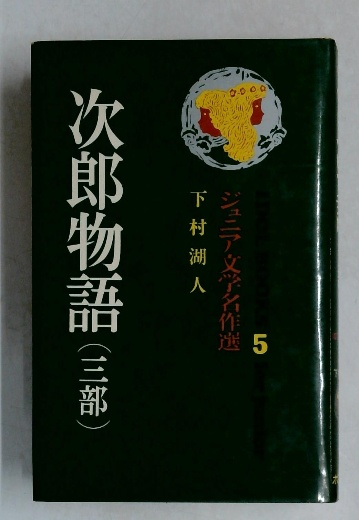 ジュニア文学名作選 5
下村湖人
次郎物語（三部）